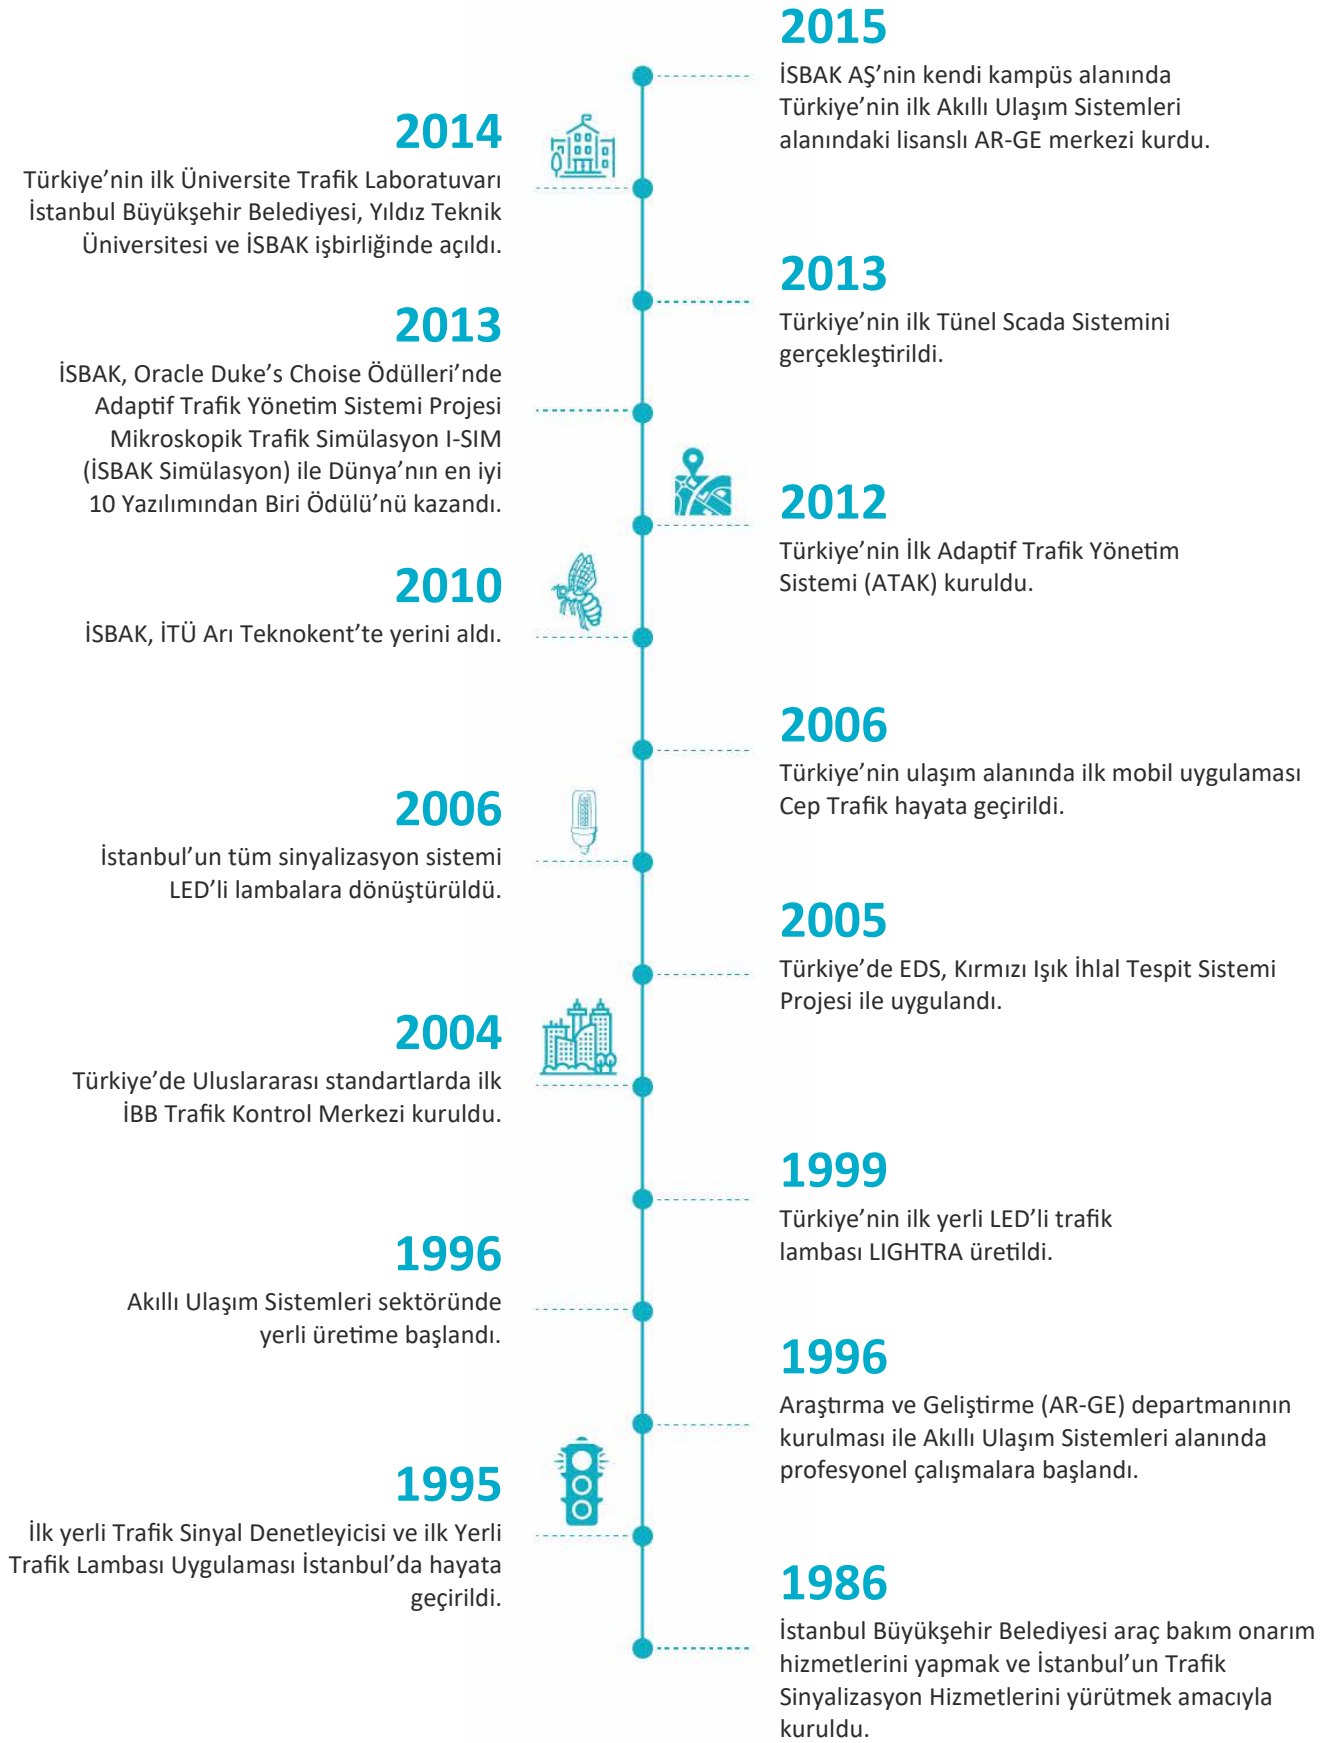 2015
İSBAK AŞ’nin kendi kampüs alanında
Türkiye’nin ilk Akıllı Ulaşım Sistemleri
alanındaki lisanslı AR-GE merkezi kurdu.
2014
Türkiye’nin ilk Üniversite Trafik Laboratuvarı
İstanbul Büyükşehir Belediyesi, Yıldız Teknik
Üniversitesi ve İSBAK işbirliğinde açıldı.
2013
Türkiye’nin ilk Tünel Scada Sistemini
gerçekleştirildi.
2013
İSBAK, Oracle Duke’s Choise Ödülleri’nde
Adaptif Trafik Yönetim Sistemi Projesi
Mikroskopik Trafik Simülasyon I-SIM
(İSBAK Simülasyon) ile Dünya’nın en iyi
10 Yazılımından Biri Ödülü’nü kazandı.
2012
Türkiye’nin İlk Adaptif Trafik Yönetim
Sistemi (ATAK) kuruldu.
2010
İSBAK, İTÜ Arı Teknokent’te yerini aldı.
2006
Türkiye’nin ulaşım alanında ilk mobil uygulaması
Cep Trafik hayata geçirildi.
2006
İstanbul’un tüm sinyalizasyon sistemi
LED’li lambalara dönüştürüldü.
2005
Türkiye’de EDS, Kırmızı Işık İhlal Tespit Sistemi
Projesi ile uygulandı.
2004
Türkiye’de Uluslararası standartlarda ilk
İBB Trafik Kontrol Merkezi kuruldu.
1999
Türkiye’nin ilk yerli LED’li trafik
lambası LIGHTRA üretildi.
1996
Akıllı Ulaşım Sistemleri sektöründe
yerli üretime başlandı.
1996
Araştırma ve Geliştirme (AR-GE) departmanının
kurulması ile Akıllı Ulaşım Sistemleri alanında
profesyonel çalışmalara başlandı.
1995
İlk yerli Trafik Sinyal Denetleyicisi ve ilk Yerli
Trafik Lambası Uygulaması İstanbul’da hayata
geçirildi.
1986
İstanbul Büyükşehir Belediyesi araç bakım onarım
hizmetlerini yapmak ve İstanbul’un Trafik
Sinyalizasyon Hizmetlerini yürütmek amacıyla
kuruldu.